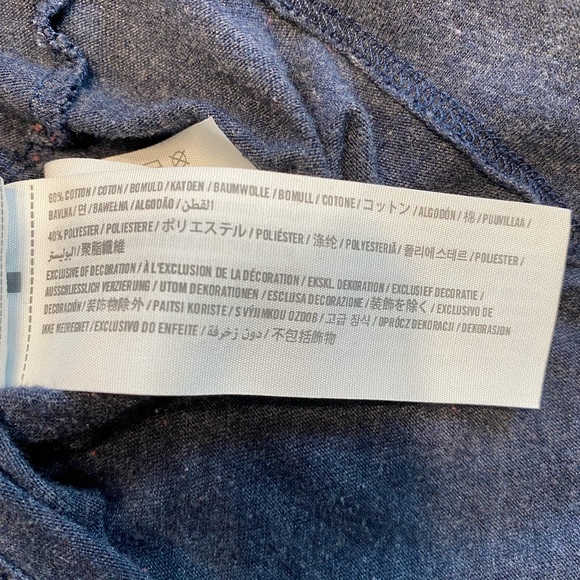 60% COTTON / COTON / BOMULD / KATOEN / BAUMWOLLE / BOMULL / COTONE / コットン / ALGODÓN / 棉 / PUUVILLAA /
BAVLNA / 면 / BAWEŁNA / ALGODÃO / القطن /
40% POLYESTER / POLIESTERE / ポリエステル / POLIÉSTER / 涤纶 / POLYESTERIÄ / 폴리에스테르 / POLIESTER /
البوليستر / 聚脂纖維
EXCLUSIVE OF DECORATION / À L'EXCLUSION DE LA DÉCORATION / EKSKL. DEKORATION / EXCLUSIEF DECORATIE /
AUSSCHLIESSLICH VERZIERUNG / UTOM DEKORATIONEN / ESCLUSA DECORAZIONE / 装飾を除く / EXCLUSIVO DE
DECORACIÓN / 装饰物除外 / PAITSI KORISTE / S VÝJIMKOU OZDOB / 고급 장식 / OPRÓCZ DEKORACJI / DEKORASJON
IKKE MEDREGNET / EXCLUSIVO DO ENFEITE / دون زخرفة / 不包括飾物